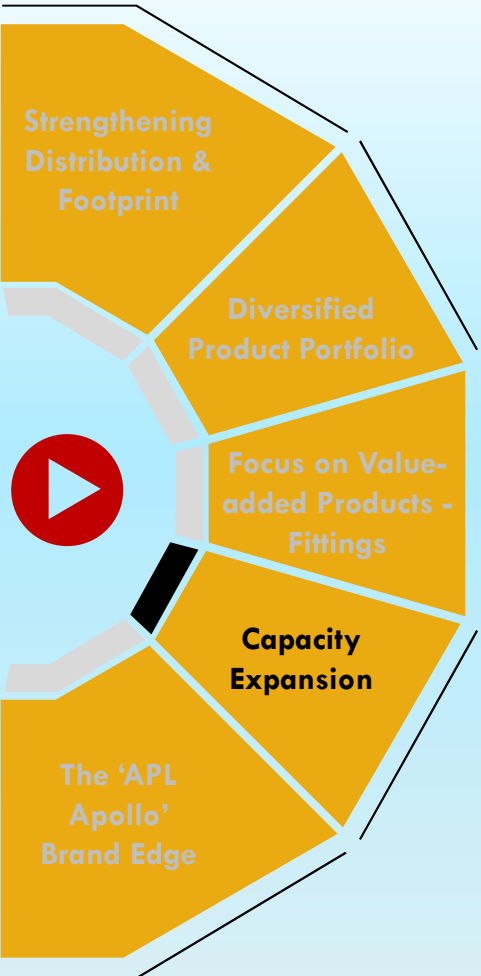 Strengthening
Distribution &
Footprint
Diversified
Product Portfolio
Focus on Value-
added Products -
Fittings
Capacity
Expansion
The ‘APL
Apollo’
Brand Edge